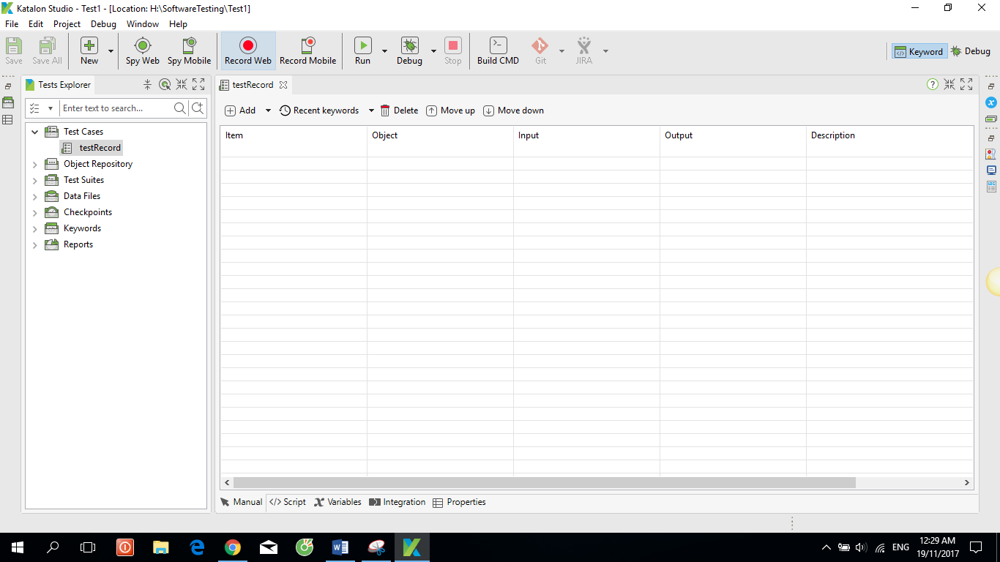 Katalon Studio - Test1 - [Location: H:\SoftwareTesting\Test1]
File Edit Project Debug Window Help
Save Save All New Spy Web Spy Mobile Record Web Record Mobile Run Debug Stop Build CMD Git JIRA Keyword Debug
Tests Explorer
testRecord
Enter text to search...
Add Recent keywords Delete Move up Move down
Test Cases
testRecord
Object Repository
Test Suites
Data Files
Checkpoints
Keywords
Reports
Item Object Input Output Description
Manual Script Variables Integration Properties
ENG
12:29 AM
19/11/2017